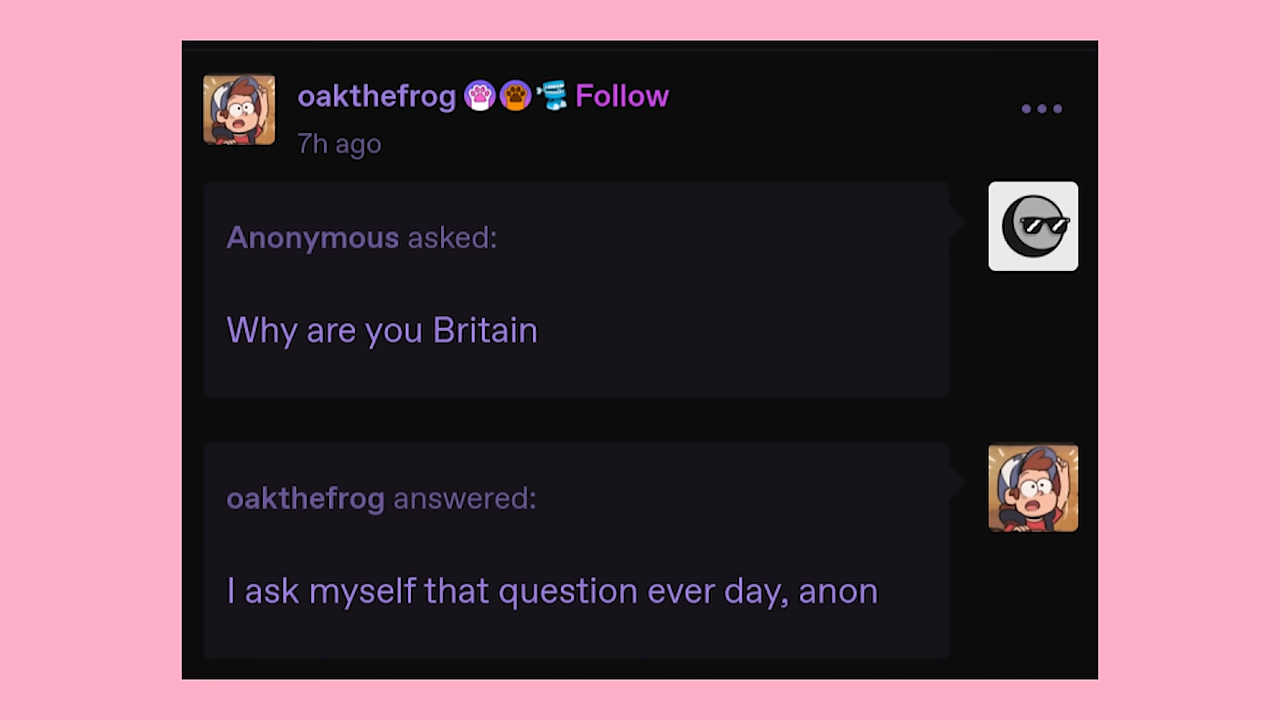 oakthefrog Follow
7h ago
Anonymous asked:
Why are you Britain
oakthefrog answered:
I ask myself that question ever day, anon